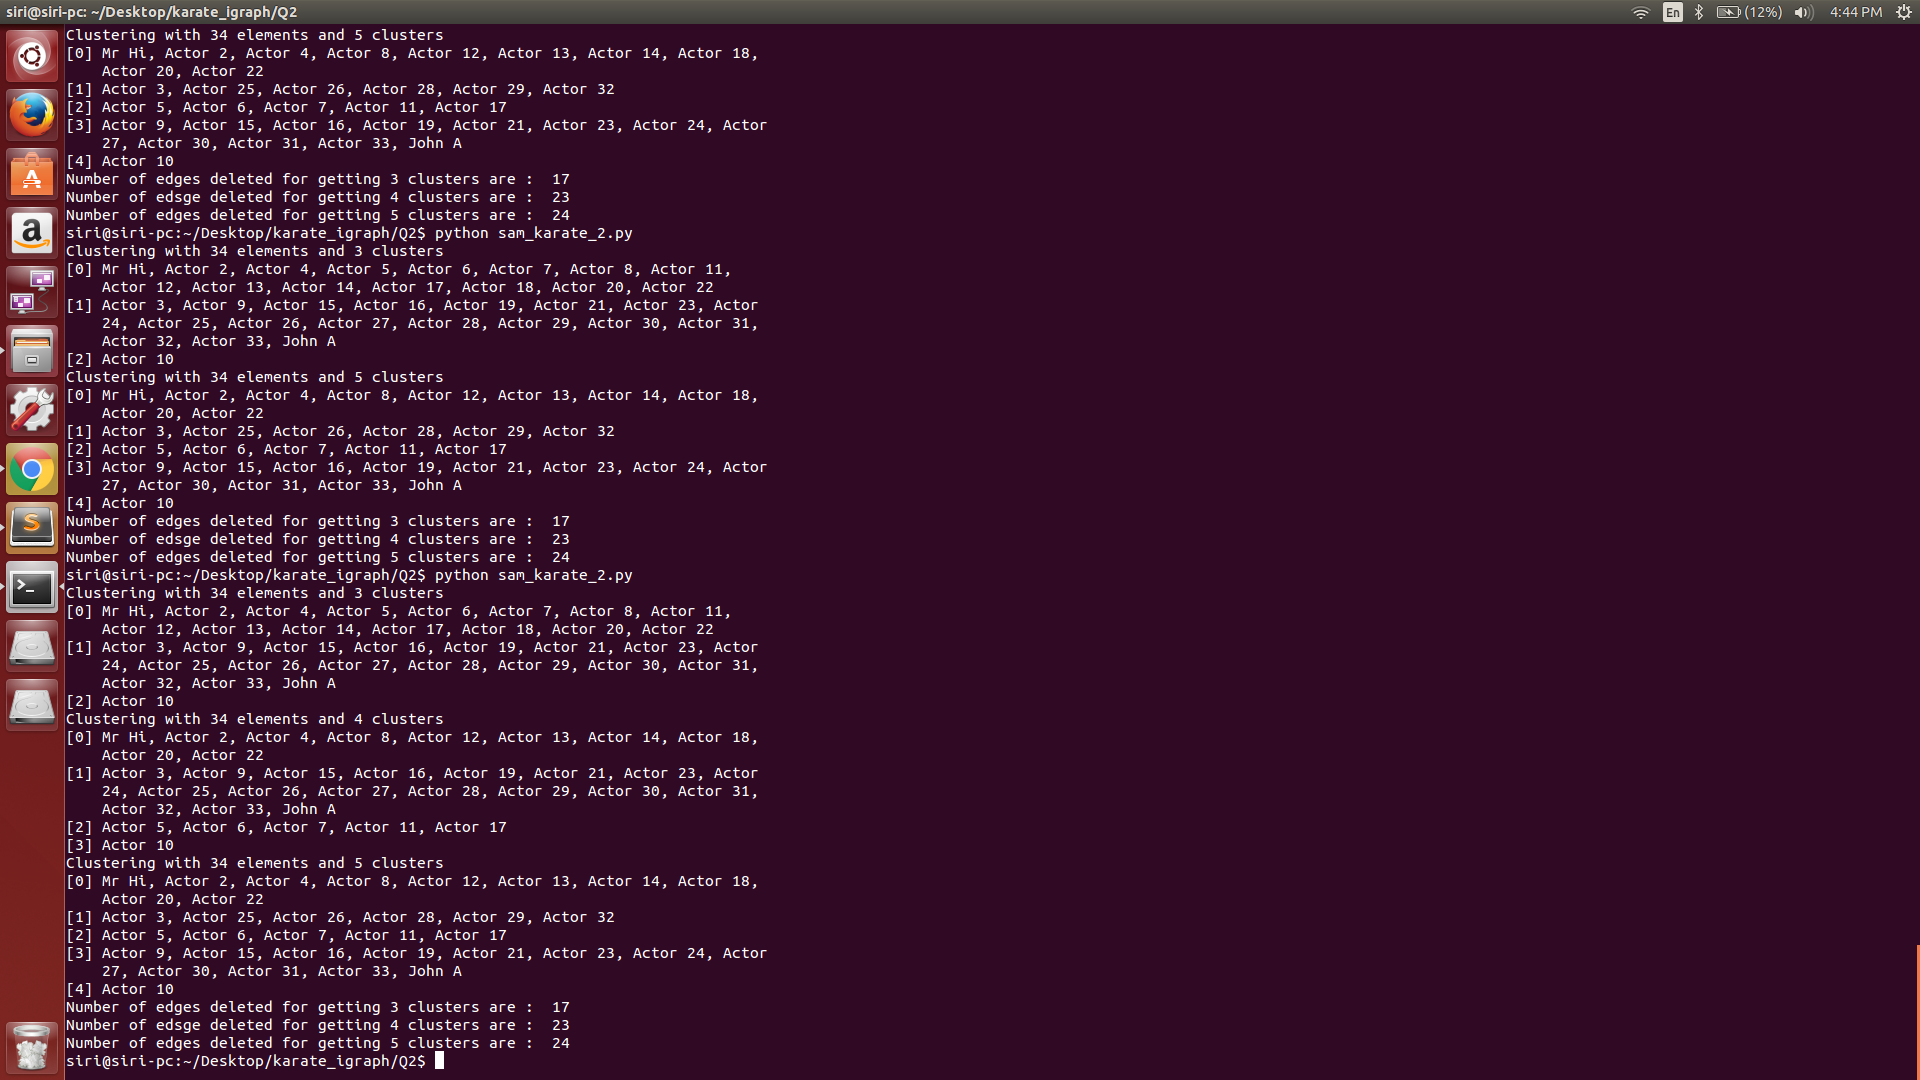 siri@siri-pc: ~/Desktop/karate_igraph/Q2
En
(12%)
4:44 PM
Clustering with 34 elements and 5 clusters
[0] Mr Hi, Actor 2, Actor 4, Actor 8, Actor 12, Actor 13, Actor 14, Actor 18,
Actor 20, Actor 22
[1] Actor 3, Actor 25, Actor 26, Actor 28, Actor 29, Actor 32
[2] Actor 5, Actor 6, Actor 7, Actor 11, Actor 17
[3] Actor 9, Actor 15, Actor 16, Actor 19, Actor 21, Actor 23, Actor 24, Actor
27, Actor 30, Actor 31, Actor 33, John A
[4] Actor 10
Number of edges deleted for getting 3 clusters are :  17
Number of edsge deleted for getting 4 clusters are :  23
Number of edges deleted for getting 5 clusters are :  24
siri@siri-pc:~/Desktop/karate_igraph/Q2$ python sam_karate_2.py
Clustering with 34 elements and 3 clusters
[0] Mr Hi, Actor 2, Actor 4, Actor 5, Actor 6, Actor 7, Actor 8, Actor 11,
Actor 12, Actor 13, Actor 14, Actor 17, Actor 18, Actor 20, Actor 22
[1] Actor 3, Actor 9, Actor 15, Actor 16, Actor 19, Actor 21, Actor 23, Actor
24, Actor 25, Actor 26, Actor 27, Actor 28, Actor 29, Actor 30, Actor 31,
Actor 32, Actor 33, John A
[2] Actor 10
Clustering with 34 elements and 5 clusters
[0] Mr Hi, Actor 2, Actor 4, Actor 8, Actor 12, Actor 13, Actor 14, Actor 18,
Actor 20, Actor 22
[1] Actor 3, Actor 25, Actor 26, Actor 28, Actor 29, Actor 32
[2] Actor 5, Actor 6, Actor 7, Actor 11, Actor 17
[3] Actor 9, Actor 15, Actor 16, Actor 19, Actor 21, Actor 23, Actor 24, Actor
27, Actor 30, Actor 31, Actor 33, John A
[4] Actor 10
Number of edges deleted for getting 3 clusters are :  17
Number of edsge deleted for getting 4 clusters are :  23
Number of edges deleted for getting 5 clusters are :  24
siri@siri-pc:~/Desktop/karate_igraph/Q2$ python sam_karate_2.py
Clustering with 34 elements and 3 clusters
[0] Mr Hi, Actor 2, Actor 4, Actor 5, Actor 6, Actor 7, Actor 8, Actor 11,
Actor 12, Actor 13, Actor 14, Actor 17, Actor 18, Actor 20, Actor 22
[1] Actor 3, Actor 9, Actor 15, Actor 16, Actor 19, Actor 21, Actor 23, Actor
24, Actor 25, Actor 26, Actor 27, Actor 28, Actor 29, Actor 30, Actor 31,
Actor 32, Actor 33, John A
[2] Actor 10
Clustering with 34 elements and 4 clusters
[0] Mr Hi, Actor 2, Actor 4, Actor 8, Actor 12, Actor 13, Actor 14, Actor 18,
Actor 20, Actor 22
[1] Actor 3, Actor 9, Actor 15, Actor 16, Actor 19, Actor 21, Actor 23, Actor
24, Actor 25, Actor 26, Actor 27, Actor 28, Actor 29, Actor 30, Actor 31,
Actor 32, Actor 33, John A
[2] Actor 5, Actor 6, Actor 7, Actor 11, Actor 17
[3] Actor 10
Clustering with 34 elements and 5 clusters
[0] Mr Hi, Actor 2, Actor 4, Actor 8, Actor 12, Actor 13, Actor 14, Actor 18,
Actor 20, Actor 22
[1] Actor 3, Actor 25, Actor 26, Actor 28, Actor 29, Actor 32
[2] Actor 5, Actor 6, Actor 7, Actor 11, Actor 17
[3] Actor 9, Actor 15, Actor 16, Actor 19, Actor 21, Actor 23, Actor 24, Actor
27, Actor 30, Actor 31, Actor 33, John A
[4] Actor 10
Number of edges deleted for getting 3 clusters are :  17
Number of edsge deleted for getting 4 clusters are :  23
Number of edges deleted for getting 5 clusters are :  24
siri@siri-pc:~/Desktop/karate_igraph/Q2$